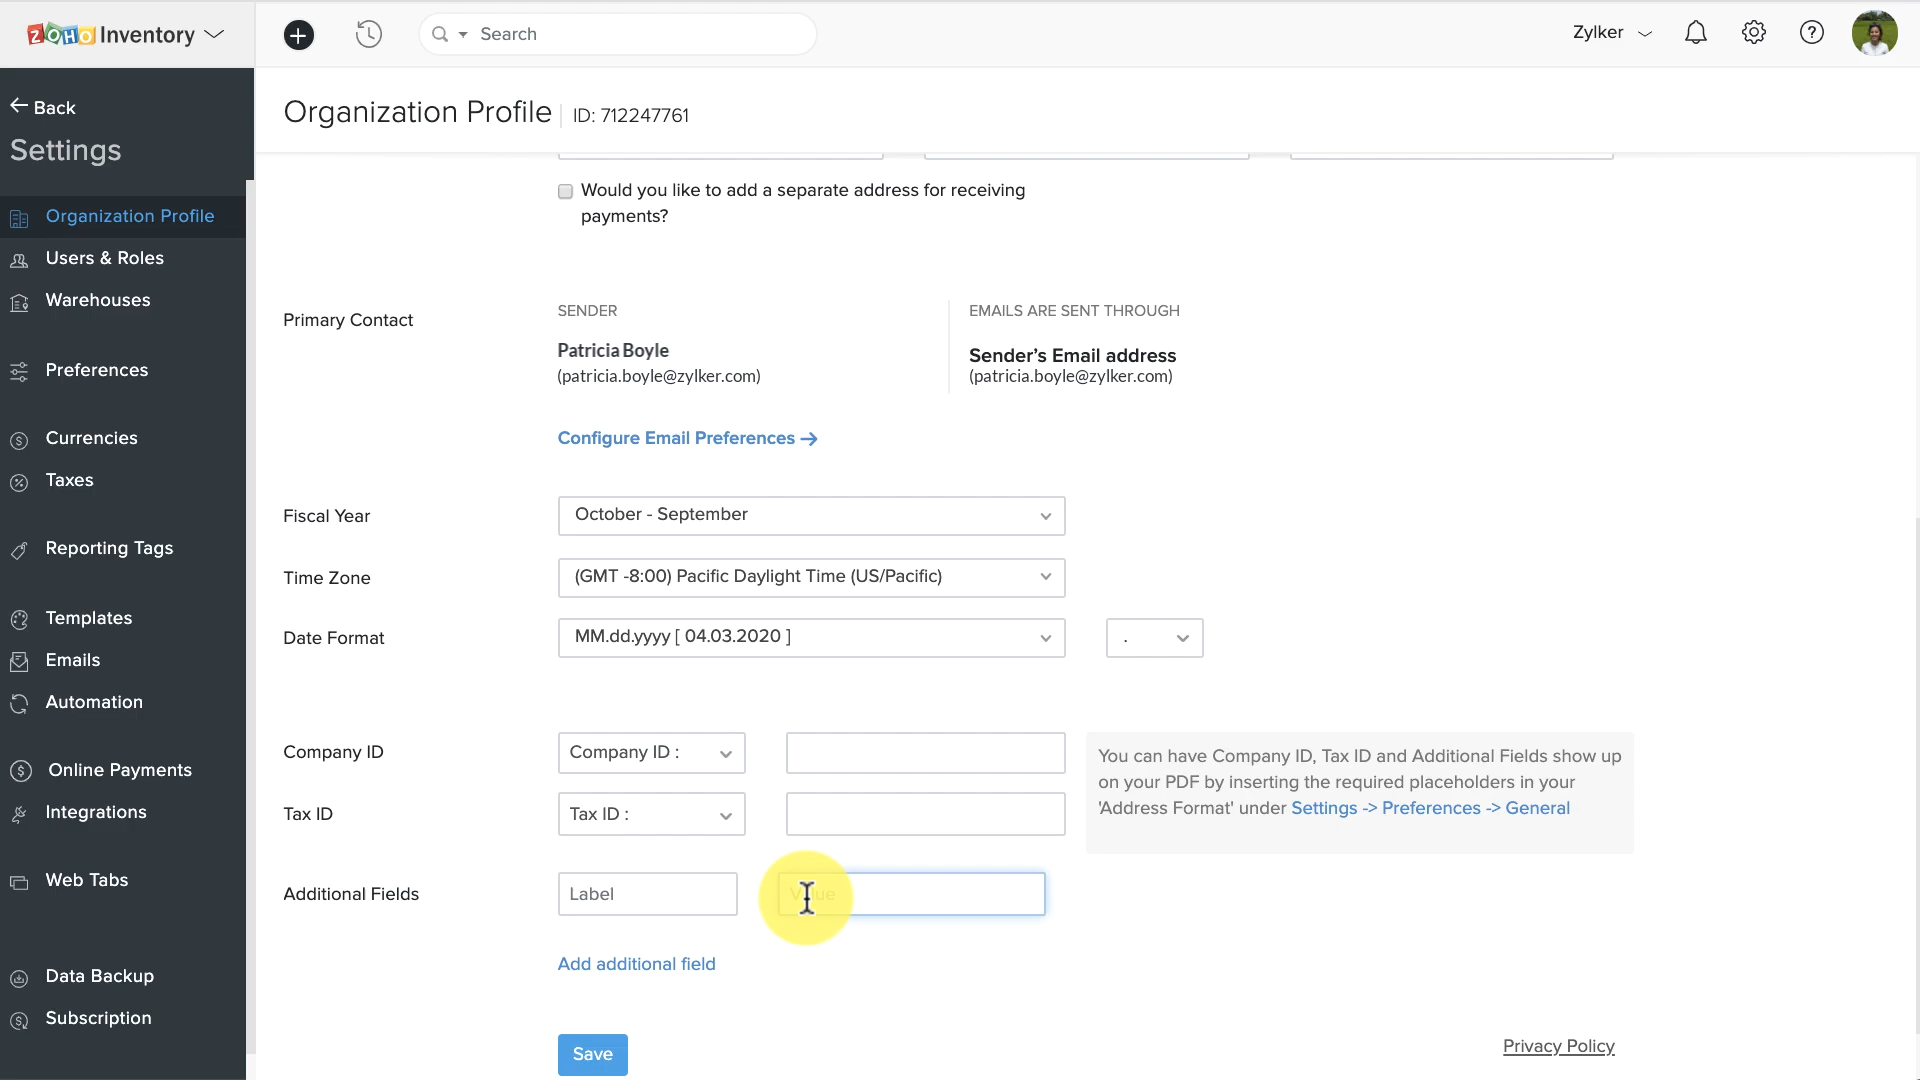 ZOHO Inventory
Search
Zylker
Back
Settings
Organization Profile
Users & Roles
Warehouses
Preferences
Currencies
Taxes
Reporting Tags
Templates
Emails
Automation
Online Payments
Integrations
Web Tabs
Data Backup
Subscription
Organization Profile ID: 712247761
Would you like to add a separate address for receiving
payments?
Primary Contact
SENDER
Patricia Boyle
(patricia.boyle@zylker.com)
EMAILS ARE SENT THROUGH
Sender's Email address
(patricia.boyle@zylker.com)
Configure Email Preferences →
Fiscal Year
October - September
Time Zone
(GMT -8:00) Pacific Daylight Time (US/Pacific)
Date Format
MM.dd.yyyy [ 04.03.2020 ]
.
Company ID
Company ID :
Tax ID
Tax ID :
You can have Company ID, Tax ID and Additional Fields show up
on your PDF by inserting the required placeholders in your
'Address Format' under Settings -> Preferences -> General
Additional Fields
Label
Add additional field
Save
Privacy Policy